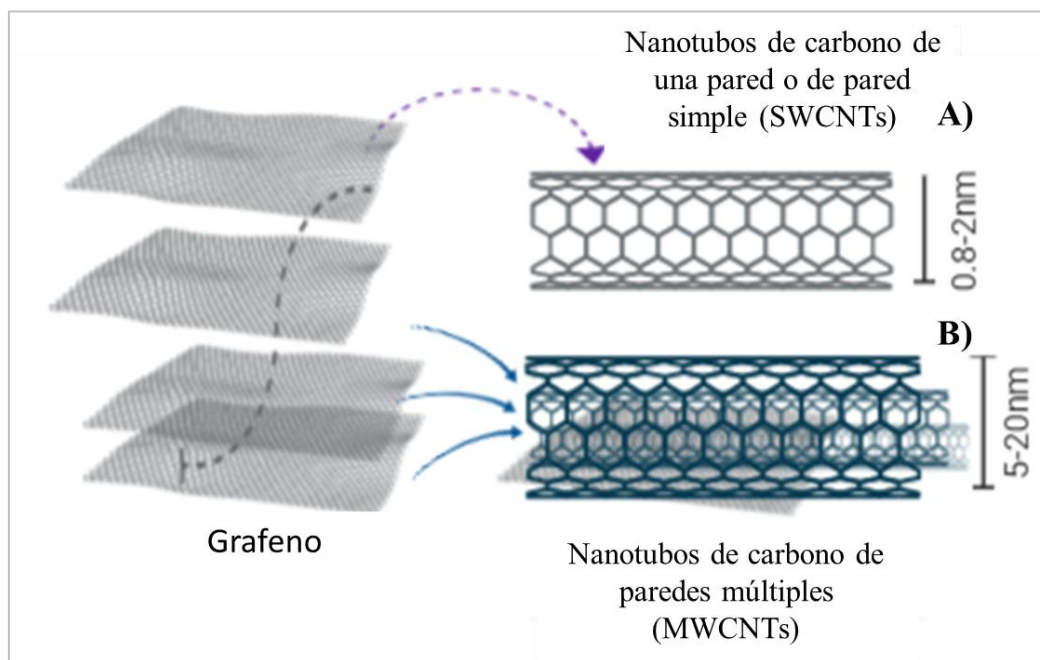 Nanotubos de carbono de
una pared o de pared
simple (SWCNTs)
A)
0.8-2nm
B)
5-20nm
Grafeno
Nanotubos de carbono de
paredes múltiples
(MWCNTs)